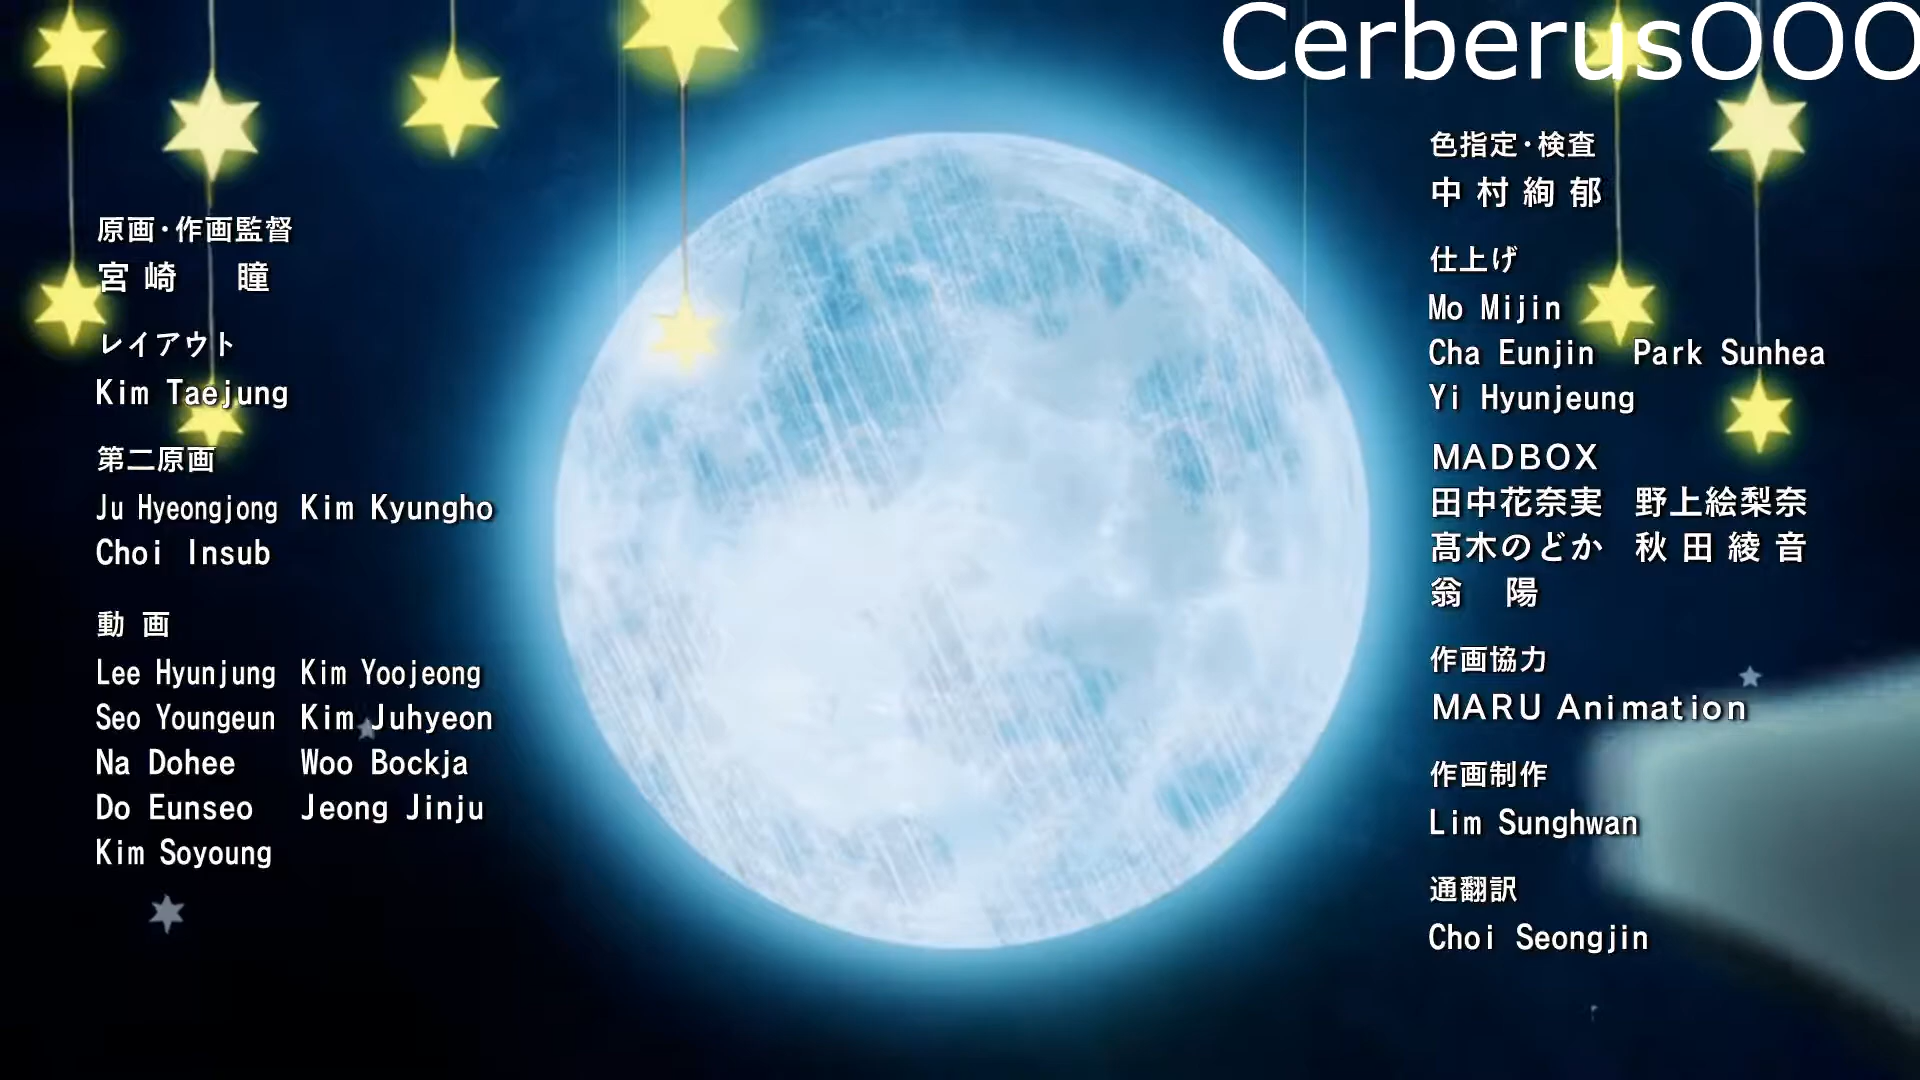 CerberusOOO
原画・作画監督
宮崎 瞳
レイアウト
Kim Taejung
第二原画
Ju Hyeongjong Kim Kyungho
Choi Insub
動画
Lee Hyunjung Kim Yoojeong
Seo Youngeun Kim Juhyeon
Na Dohee Woo Bockja
Do Eunseo Jeong Jinju
Kim Soyoung
色指定・検査
中村絢郁
仕上げ
Mo Mijin
Cha Eunjin Park Sunhea
Yi Hyunjeung
MADBOX
田中花奈実 野上絵梨奈
髙木のどか 秋田綾音
翁 陽
作画協力
MARU Animation
作画制作
Lim Sunghwan
通翻訳
Choi Seongjin